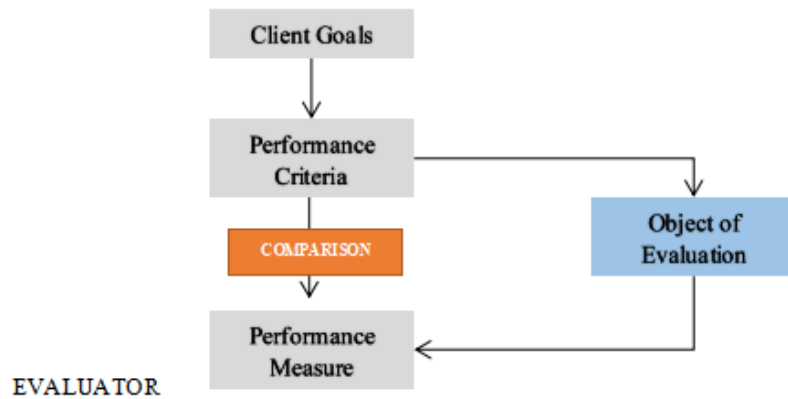 Client Goals
Performance
Criteria
COMPARISON
Object of
Evaluation
Performance
Measure
EVALUATOR